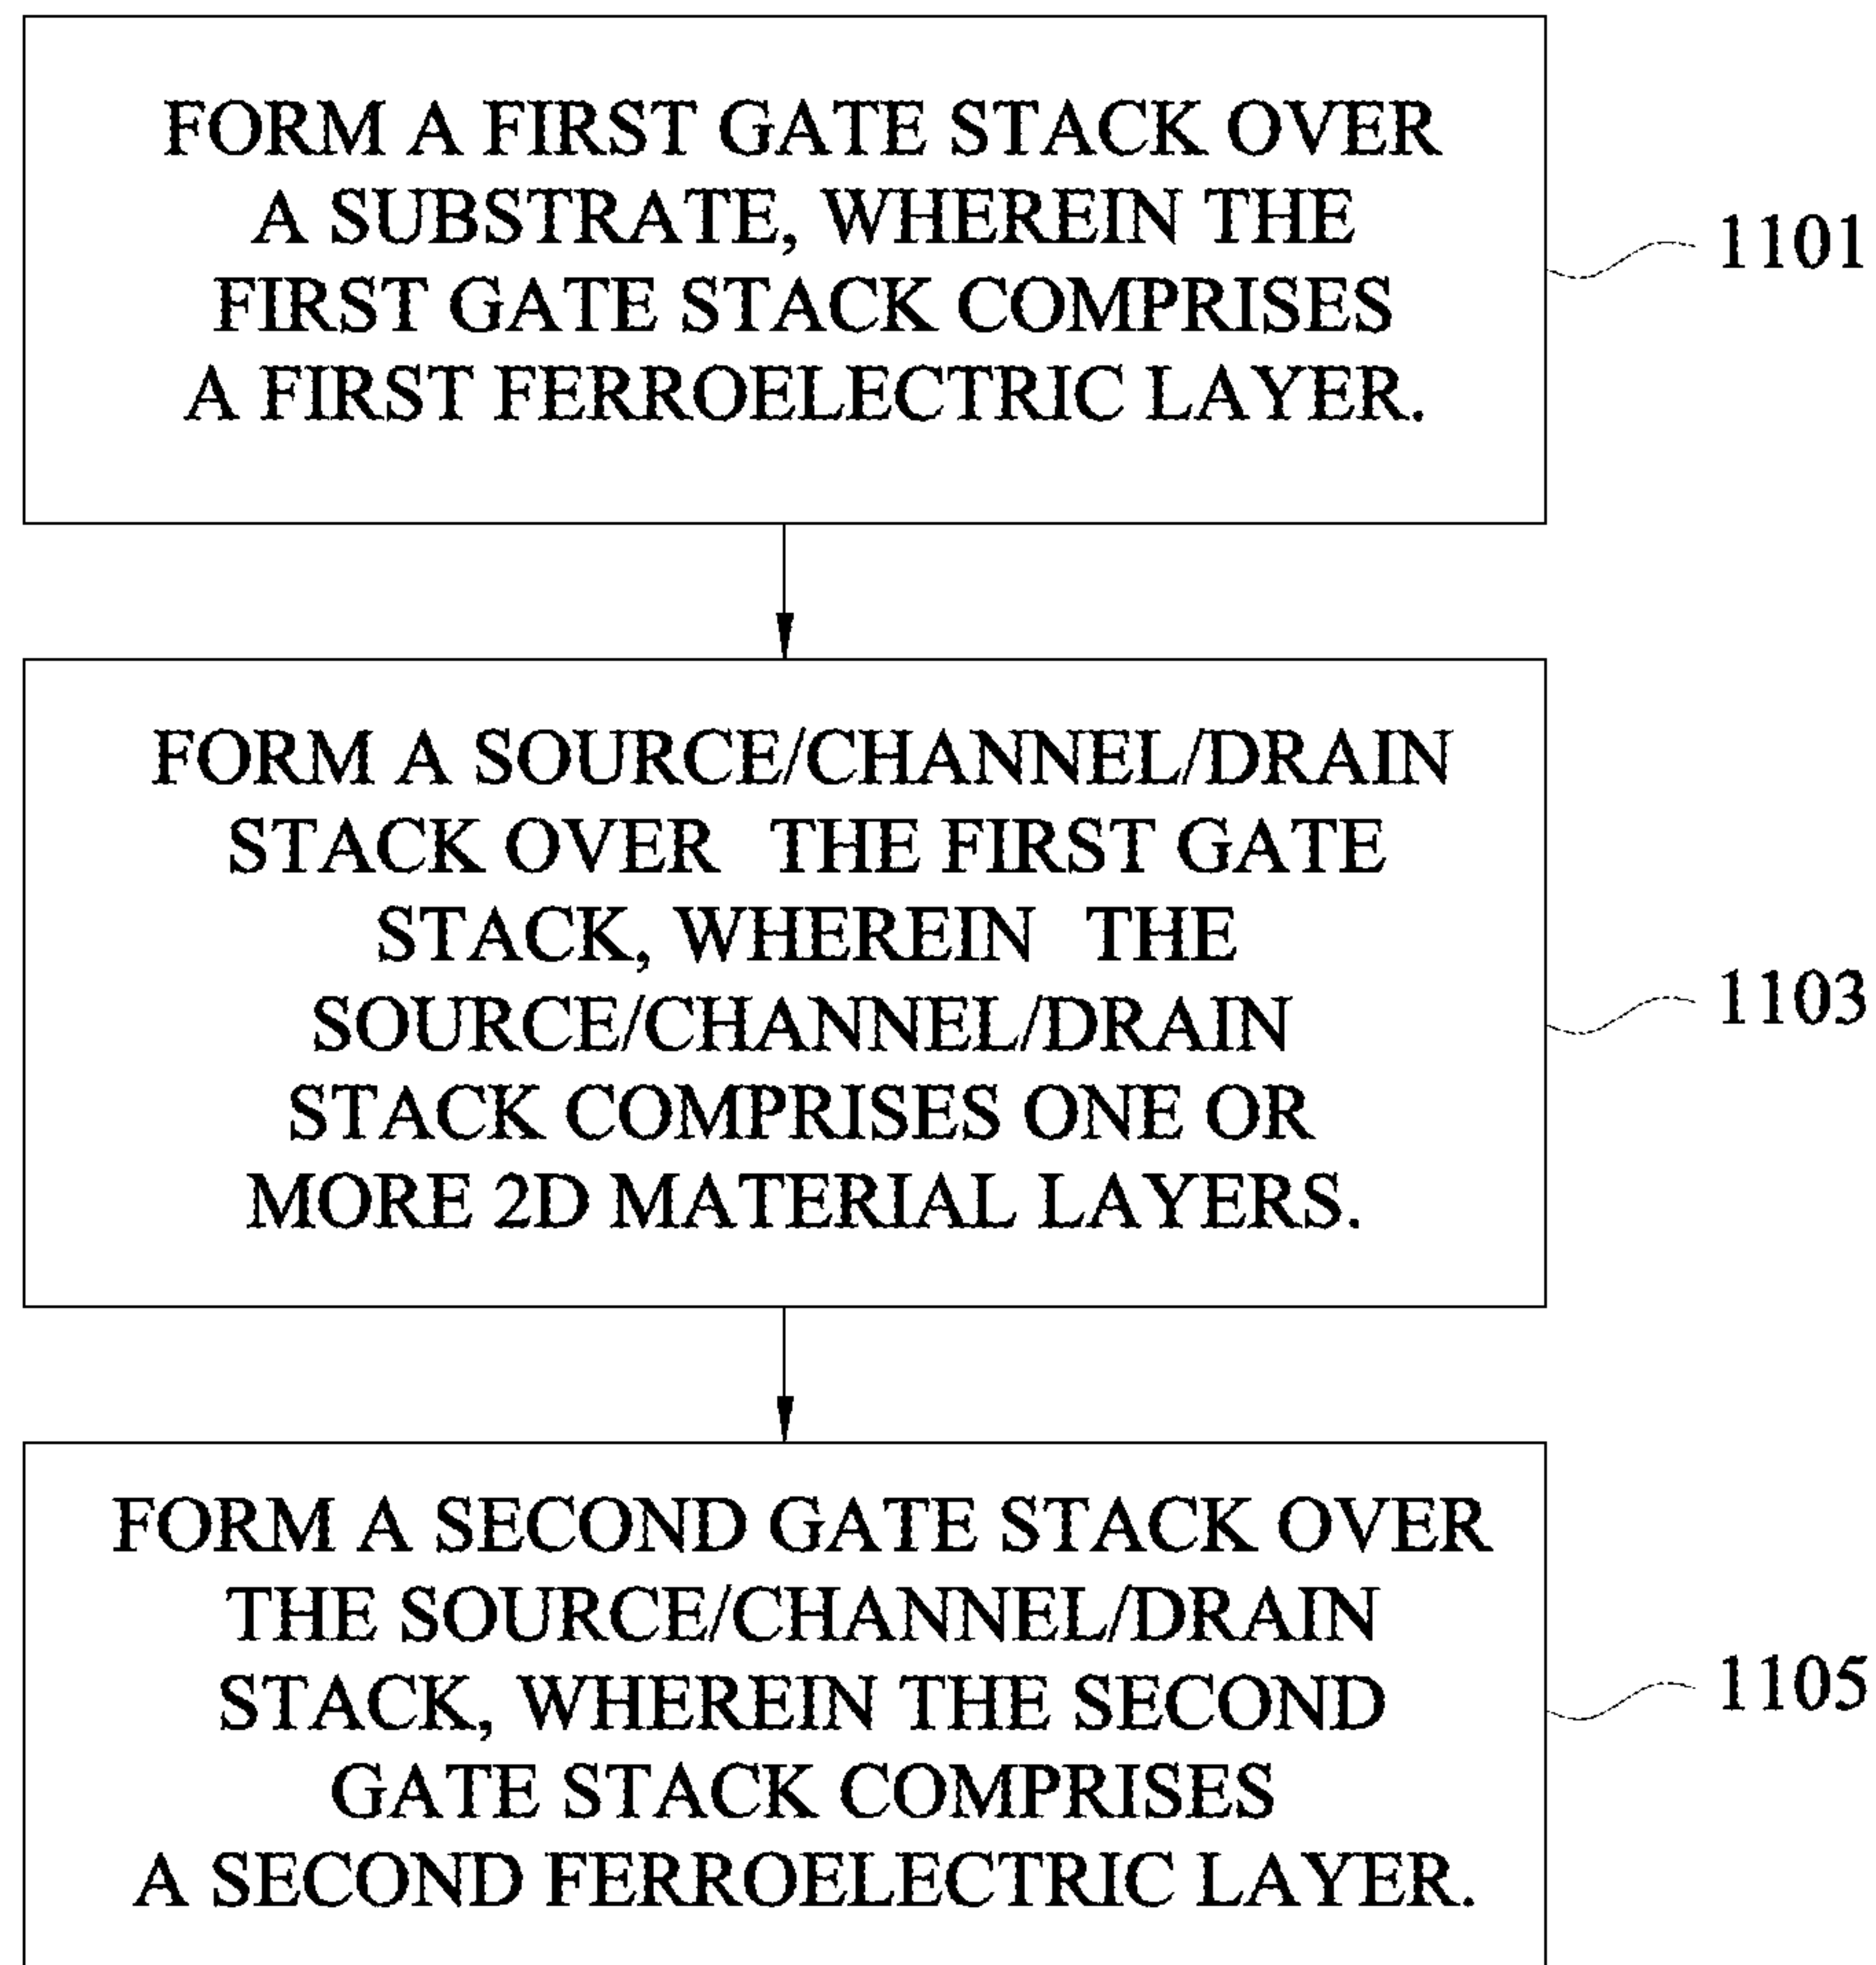 FORM A FIRST GATE STACK OVER
A SUBSTRATE, WHEREIN THE
FIRST GATE STACK COMPRISES
A FIRST FERROELECTRIC LAYER.
1101
FORM A SOURCE/CHANNEL/DRAIN
STACK OVER THE FIRST GATE
STACK, WHEREIN THE
SOURCE/CHANNEL/DRAIN
STACK COMPRISES ONE OR
MORE 2D MATERIAL LAYERS.
1103
FORM A SECOND GATE STACK OVER
THE SOURCE/CHANNEL/DRAIN
STACK, WHEREIN THE SECOND
GATE STACK COMPRISES
A SECOND FERROELECTRIC LAYER.
1105